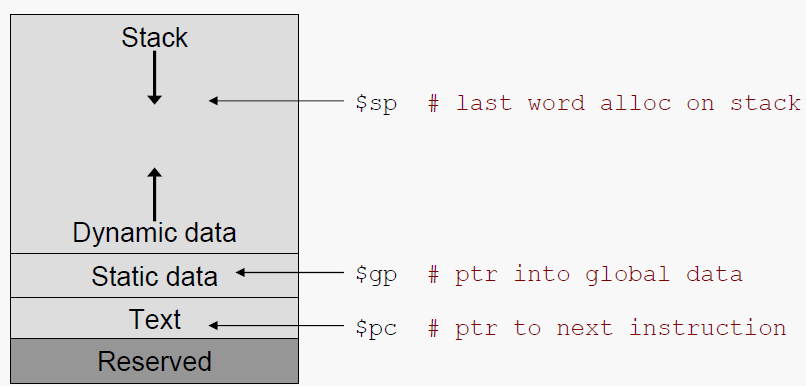 Stack
$sp # last word alloc on stack
Dynamic data
Static data
$gp # ptr into global data
Text
$pc # ptr to next instruction
Reserved